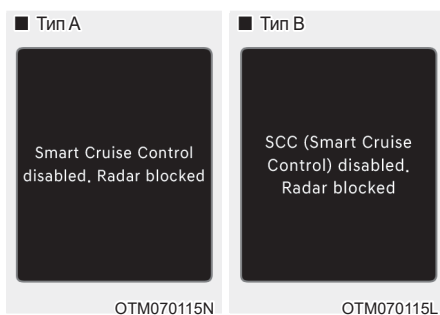 ■ Тип А
Smart Cruise Control
disabled. Radar blocked
OTM070115N
■ Тип B
SCC (Smart Cruise
Control) disabled.
Radar blocked
OTM070115L